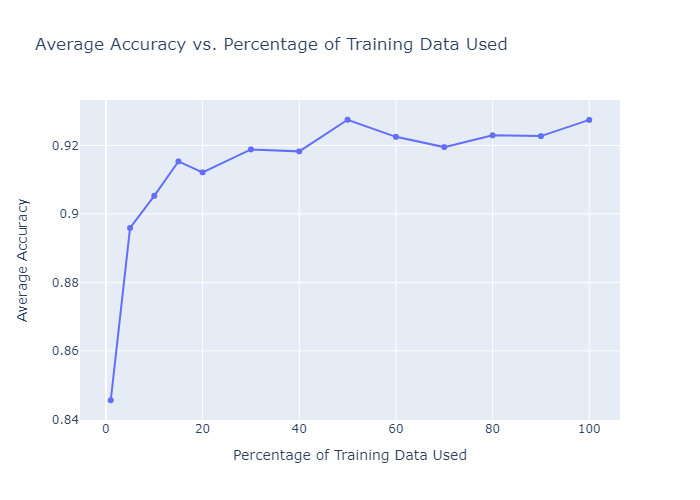 Average Accuracy vs. Percentage of Training Data Used
Average Accuracy
0.92
0.9
0.88
0.86
0.84
0 20 40 60 80 100
Percentage of Training Data Used